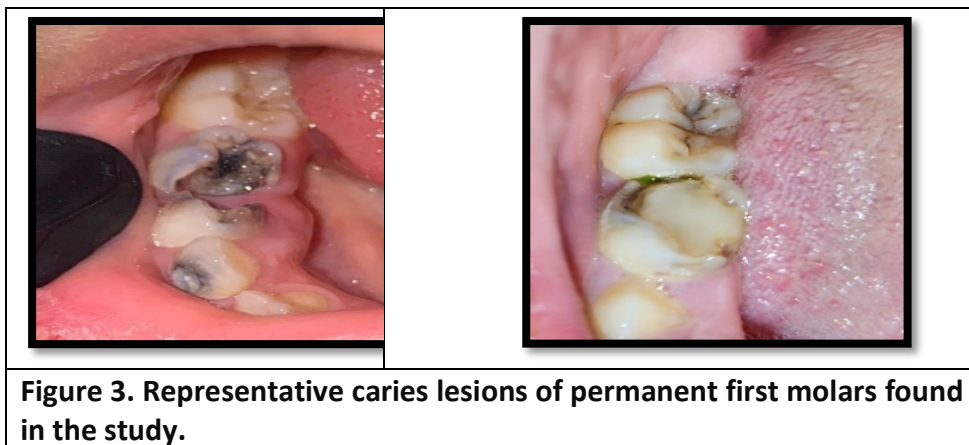 Figure 3. Representative caries lesions of permanent first molars found
in the study.